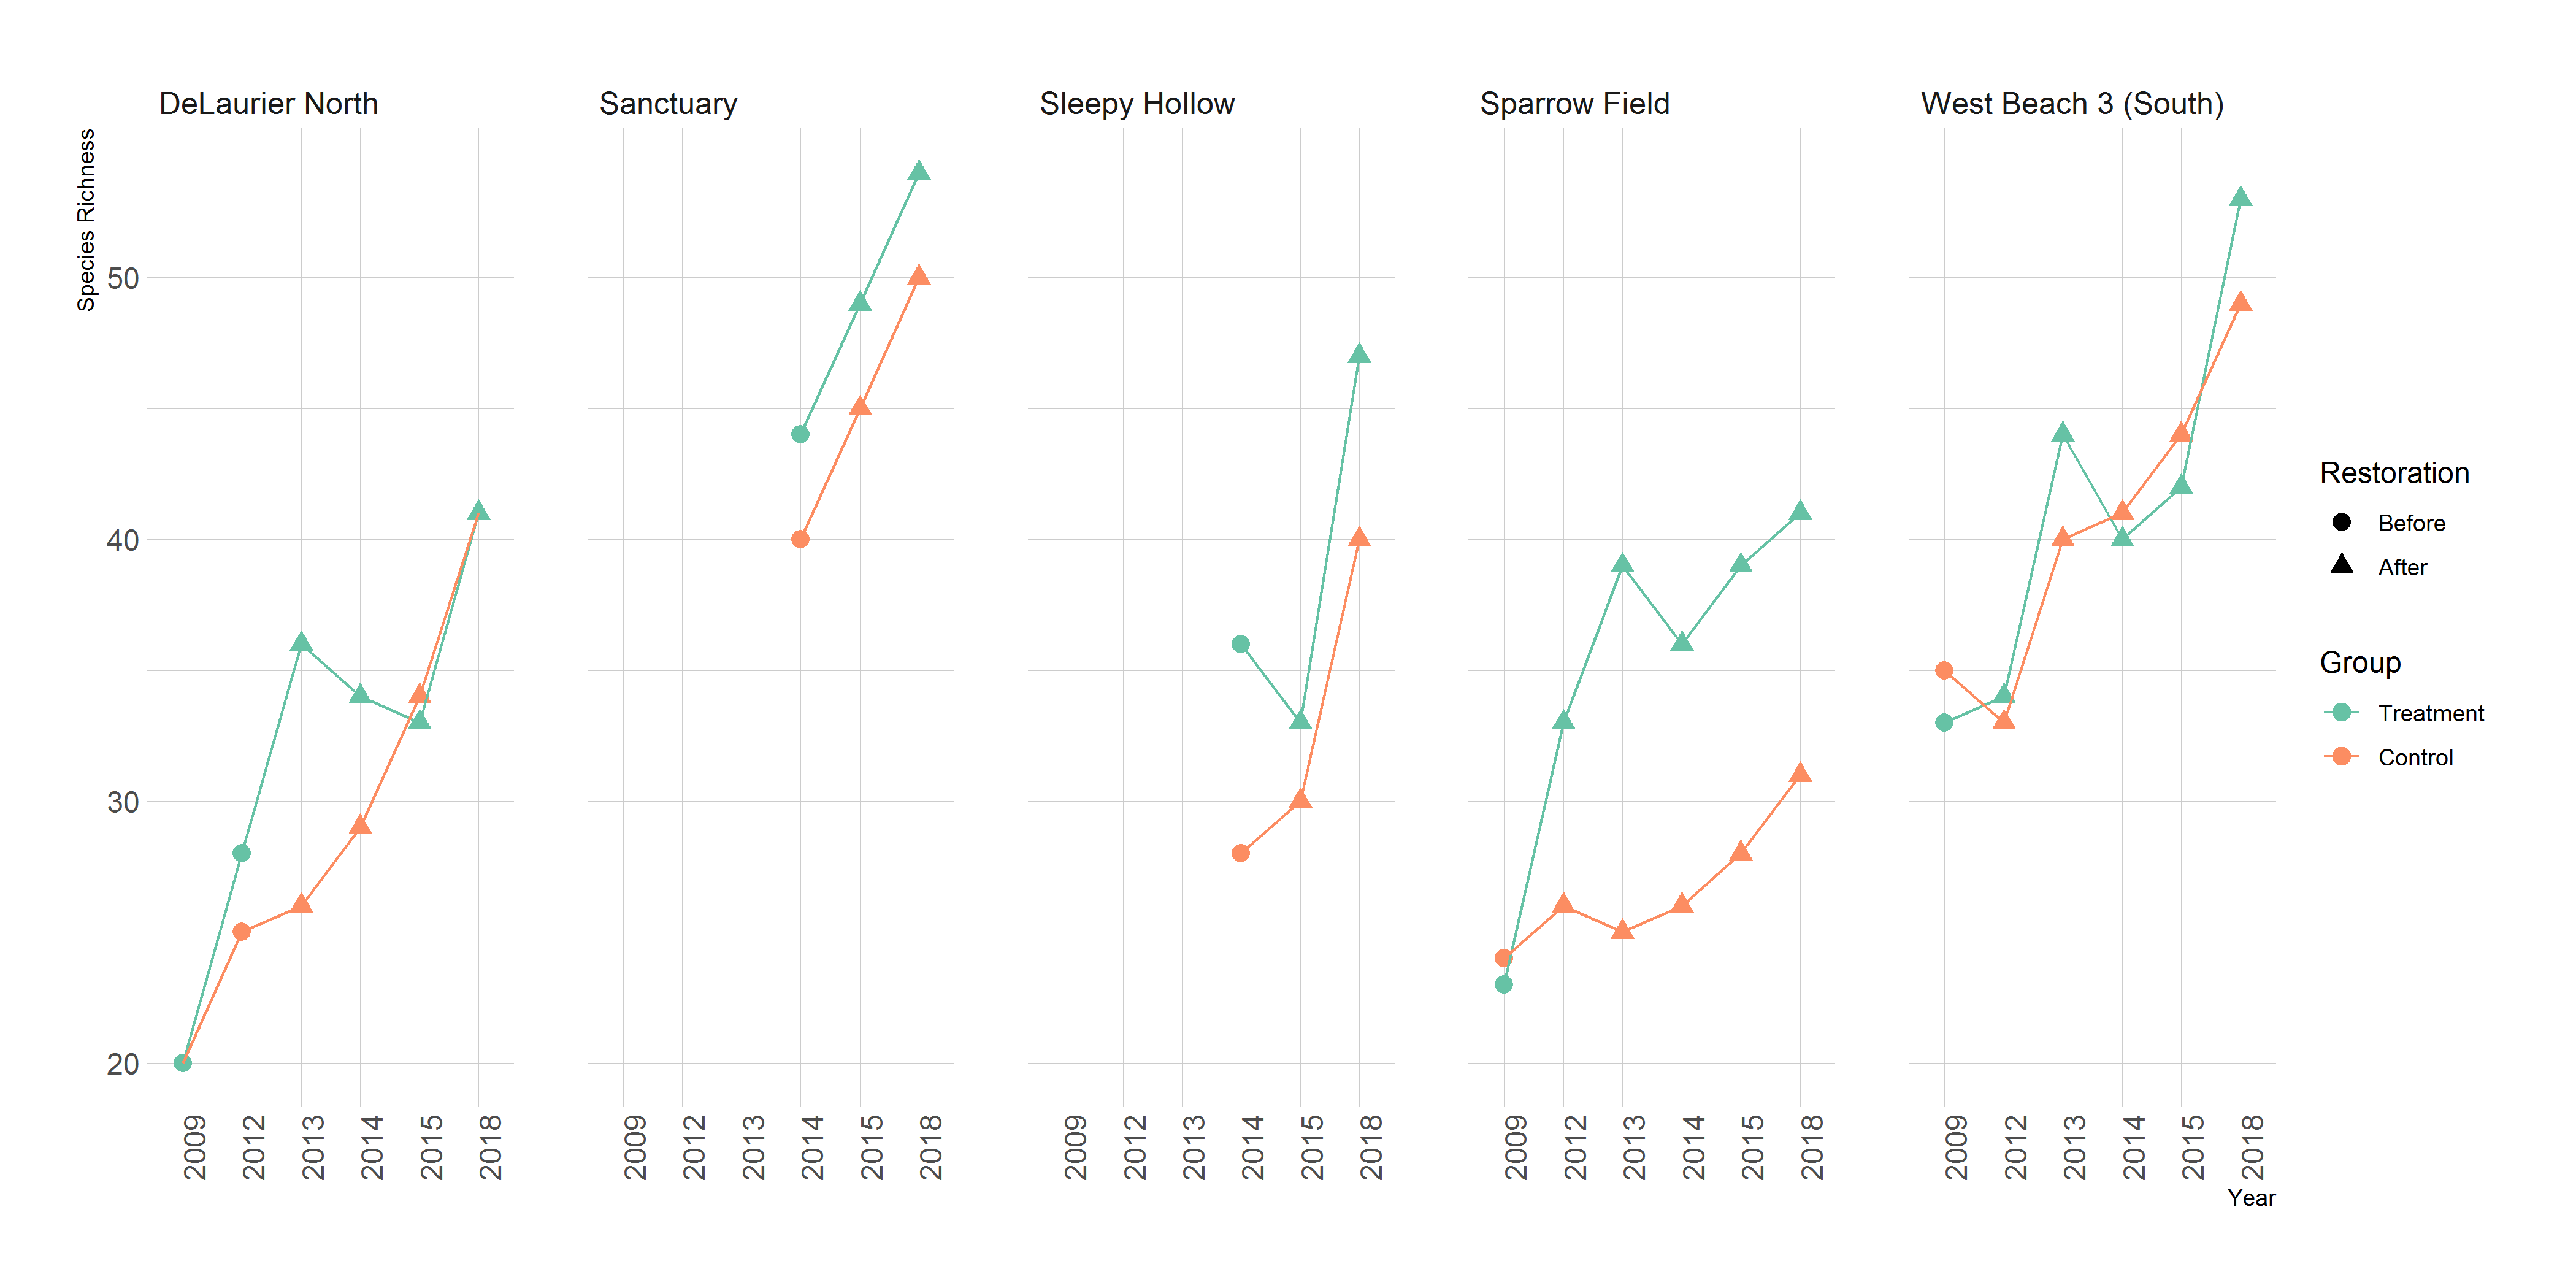 DeLaurier North
Sanctuary
Sleepy Hollow
Sparrow Field
West Beach 3 (South)
Species Richness
50
40
30
20
2009 2012 2013 2014 2015 2018
2009 2012 2013 2014 2015 2018
2009 2012 2013 2014 2015 2018
2009 2012 2013 2014 2015 2018
2009 2012 2013 2014 2015 2018
Year
Restoration
Before
After
Group
Treatment
Control